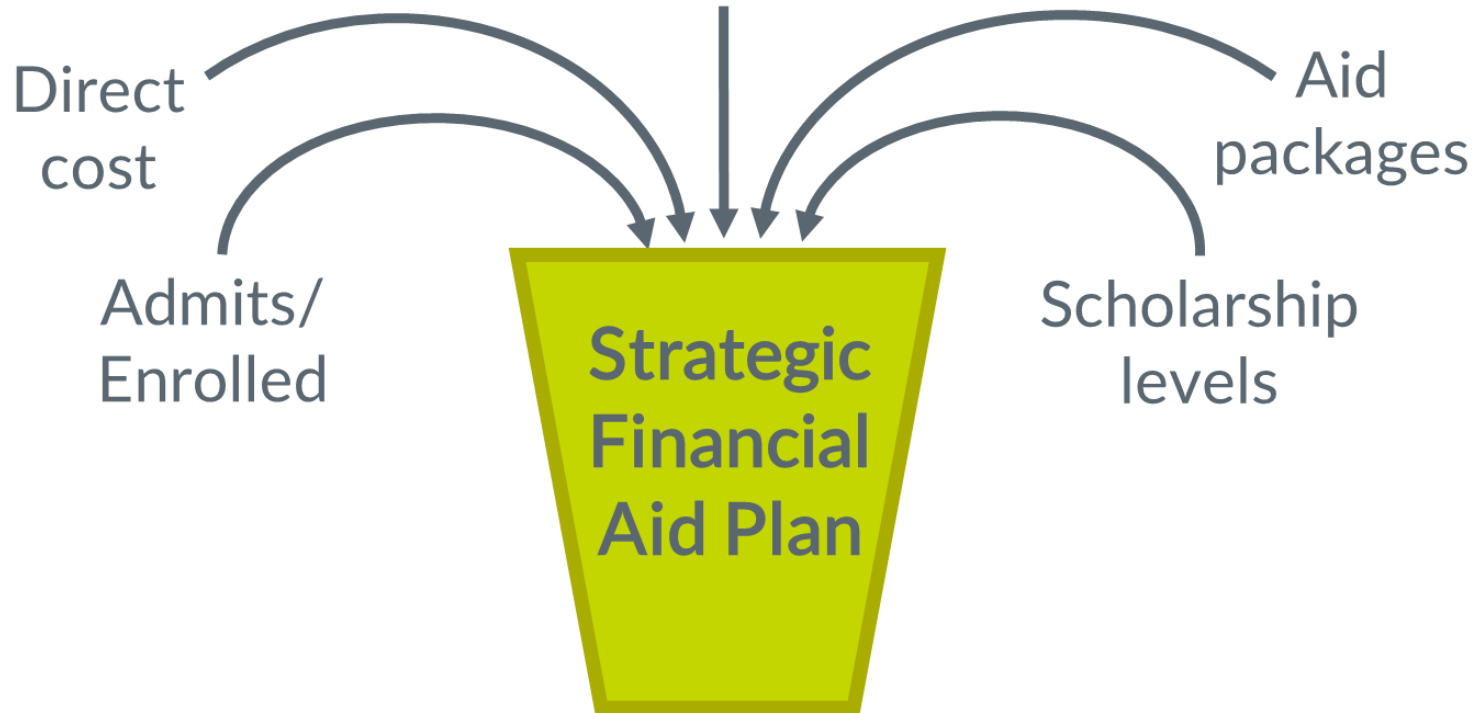 Direct
cost
Admits/
Enrolled
Aid
packages
Scholarship
levels
Strategic
Financial
Aid Plan